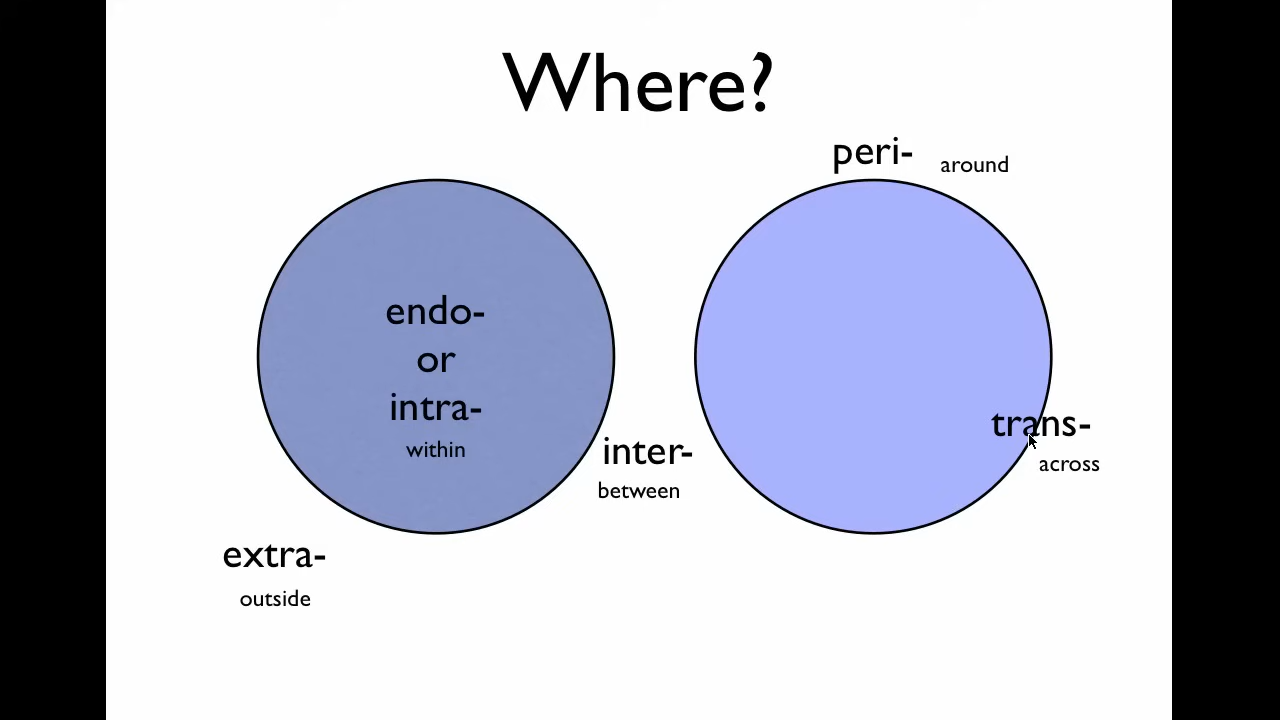 Where?
peri-
around
endo-
or
intra-
within
inter-
between
trans-
across
extra-
outside